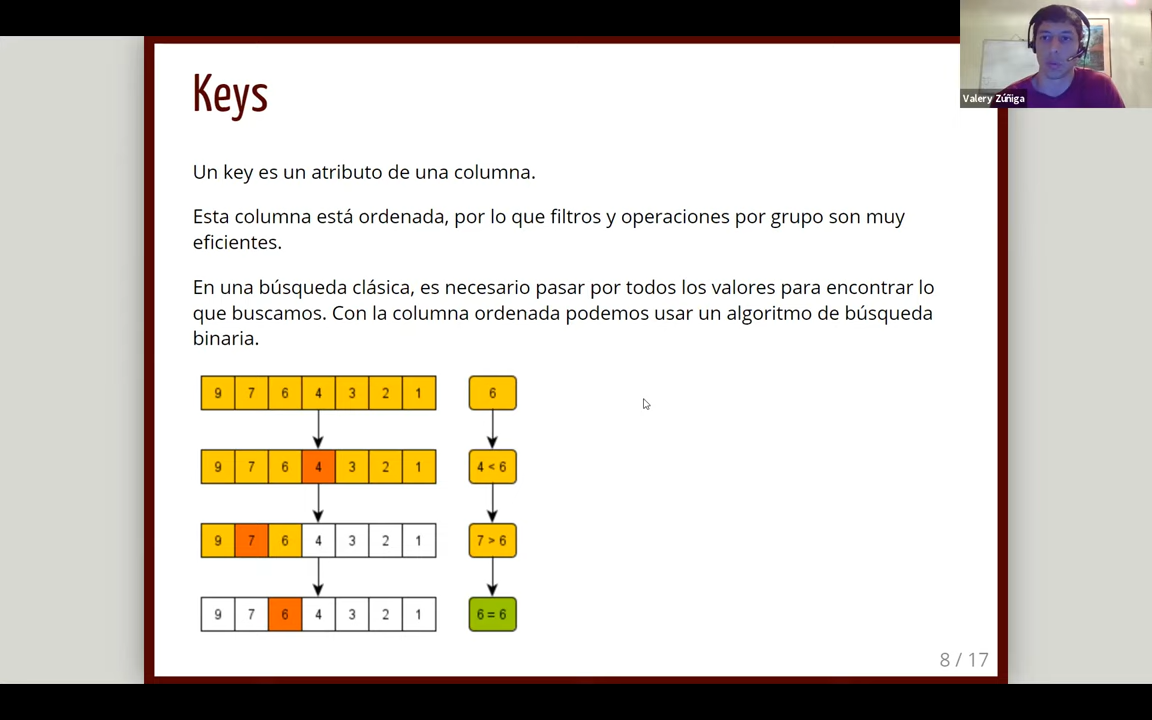 Keys
Valery Zúñiga
Un key es un atributo de una columna.
Esta columna está ordenada, por lo que filtros y operaciones por grupo son muy
eficientes.
En una búsqueda clásica, es necesario pasar por todos los valores para encontrar lo
que buscamos. Con la columna ordenada podemos usar un algoritmo de búsqueda
binaria.
9 7 6 4 3 2 1 6
9 7 6 4 3 2 1 4 < 6
9 7 6 4 3 2 1 7 > 6
9 7 6 4 3 2 1 6 = 6
8 / 17